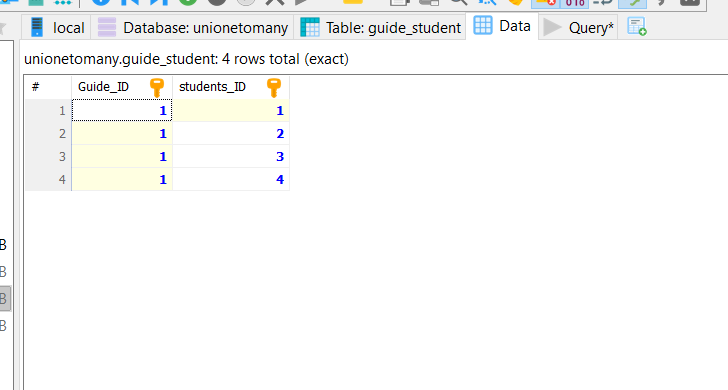 local Database: unionetomany Table: guide_student Data Query*
unionetomany.guide_student: 4 rows total (exact)
# Guide_ID students_ID
1 1 1
2 1 2
3 1 3
4 1 4
B
B
B
B